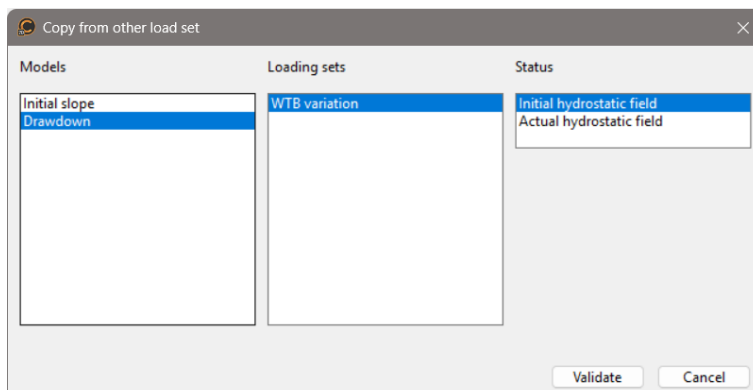 Copy from other load set
Models
Loading sets
Status
Initial slope
Drawdown
WTB variation
Initial hydrostatic field
Actual hydrostatic field
Validate
Cancel